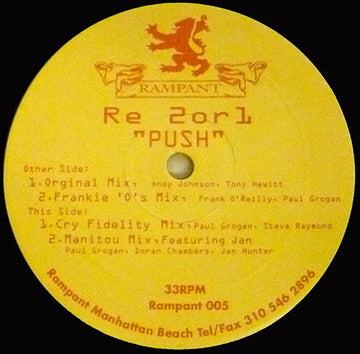 RAMPANT
Re 2or1
"PUSH"
Other Side:
1.Orginal Mix, Andy Johnson, Tony Hewitt
2.Frankie 'O's Mix, Frank O'Reilly, Paul Grogan
This Side:
1.Cry Fidelity Mix, Paul Grogan, Steve Raymond
2.Manitou Mix, Featuring Jan
Paul Grogan, Doran Chambers, Jan Hunter
33RPM
Rampant 005
Rampant Manhattan Beach Tel/Fax 310 546 2896